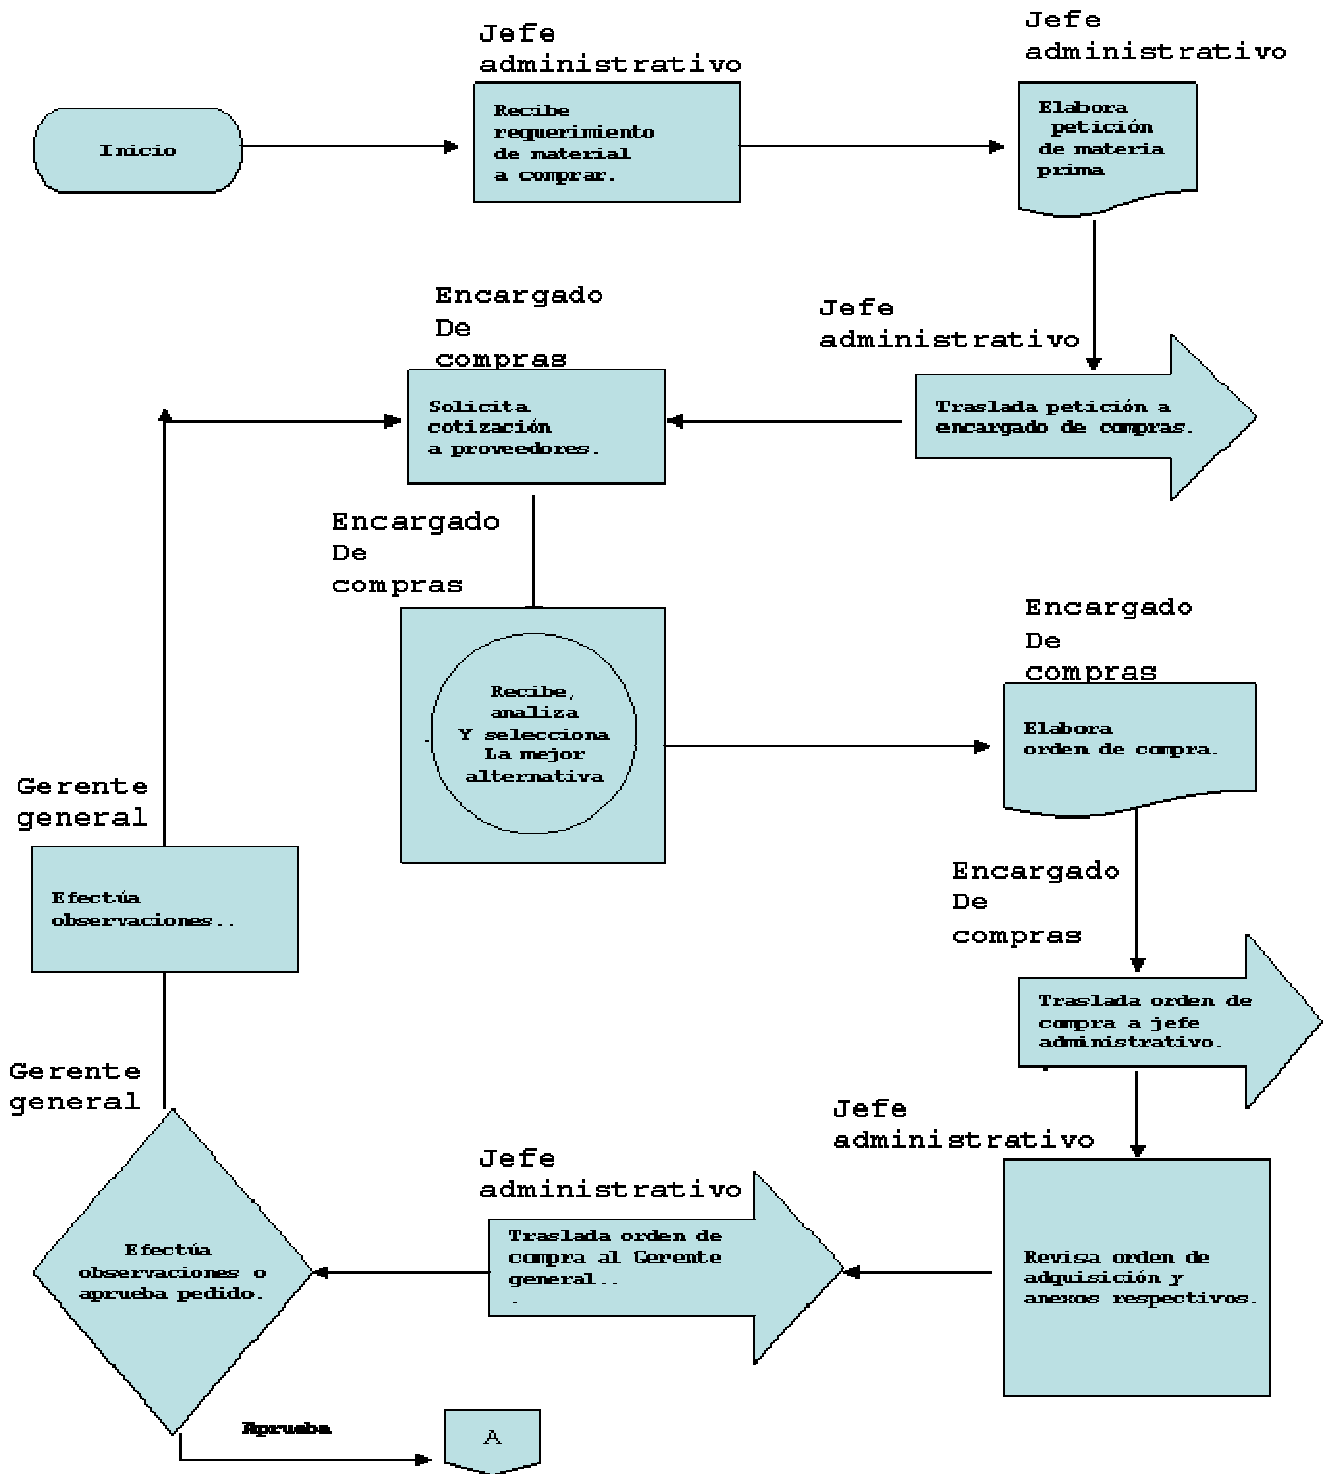 Jefe
administrativo
Jefe
administrativo
Inicio
Recibe
requerimiento
de material
a comprar.
Elabora
petición
de materia
prima
Encargado
De
compras
Jefe
administrativo
Solicita
cotización
a proveedores.
Traslada petición a
encargado de compras.
Encargado
De
compras
Recibe,
analiza
Y selecciona
La mejor
alternativa
Encargado
De
compras
Elabora
orden de compra.
Gerente
general
Efectúa
observaciones..
Encargado
De
compras
Traslada orden de
compra a jefe
administrativo.
Gerente
general
Jefe
administrativo
Jefe
administrativo
Efectúa
observaciones o
aprueba pedido.
Traslada orden de
compra al Gerente
general..
.
Revisa orden de
adquisición y
anexos respectivos.
Aprueba
A